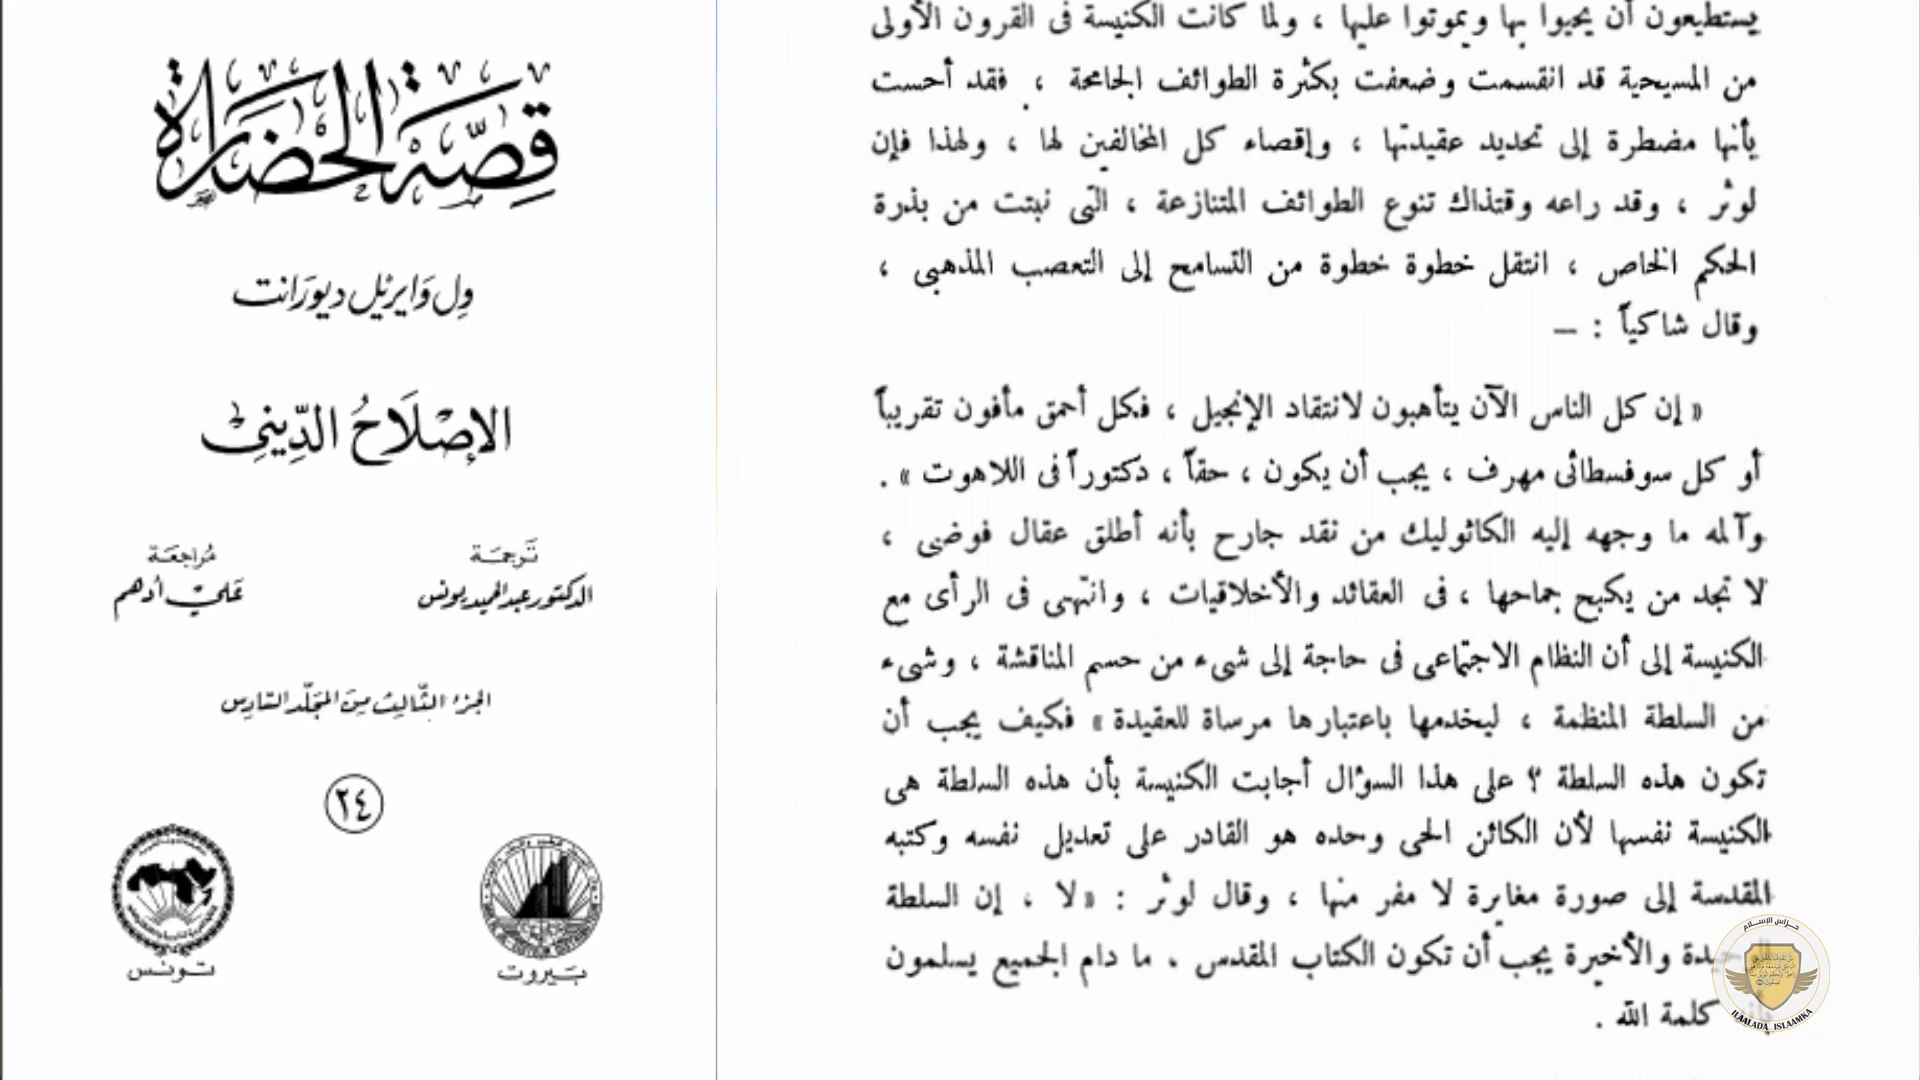 قصة الحضارة
ول وايريل ديورانت
الإصلاح الديني
ترجمة
الدكتور عبد الحميد يونس
مراجعة
علي أدهم
الجزء الثالث من المجلد السادس
٢٤
بيروت
تونس
يستطيعون أن يحيوا بها ويموتوا عليها ، ولما كانت الكنيسة فى القرون الأولى
من المسيحية قد انقسمت وضعفت بكثرة الطوائف الجامحة ، فقد أحست
بأنها مضطرة إلى تحديد عقيدتها ، وإقصاء كل المخالفين لها ، ولهذا فإن
لوثر ، وقد راعه وقتذاك تنوع الطوائف المتنازعة ، التى نبتت من بذرة
الحكم الخاص ، انتقل خطوة خطوة من التسامح إلى التعصب المذهبى ،
وقال شاكياً : —
« إن كل الناس الآن يتأهبون لانتقاد الإنجيل ، فكل أحمق مأفون تقريباً
أو كل سوفسطائى مهرف ، يجب أن يكون ، حقاً ، دكتوراً فى اللاهوت » .
وآلمه ما وجهه إليه الكاثوليك من نقد جارح بأنه أطلق عقال فوضى ،
لا تجد من يكبح جماحها ، فى العقائد والأخلاقيات ، وانتهى فى الرأى مع
الكنيسة إلى أن النظام الاجتماعى فى حاجة إلى شىء من حسم المناقشة ، وشىء
من السلطة المنظمة ، ليخدمها باعتبارها مرساة للعقيدة » فكيف يجب أن
تكون هذه السلطة ؟ على هذا السؤال أجابت الكنيسة بأن هذه السلطة هى
الكنيسة نفسها لأن الكائن الحى وحده هو القادر على تعديل نفسه وكتبه
المقدسة إلى صورة مغايرة لا مفر منها ، وقال لوثر : « لا ، إن السلطة
والأخيرة يجب أن تكون الكتاب المقدس . ما دام الجميع يسلمون
كلمة الله .
حراس الإسلام
ILAALADA ISLAAMKA